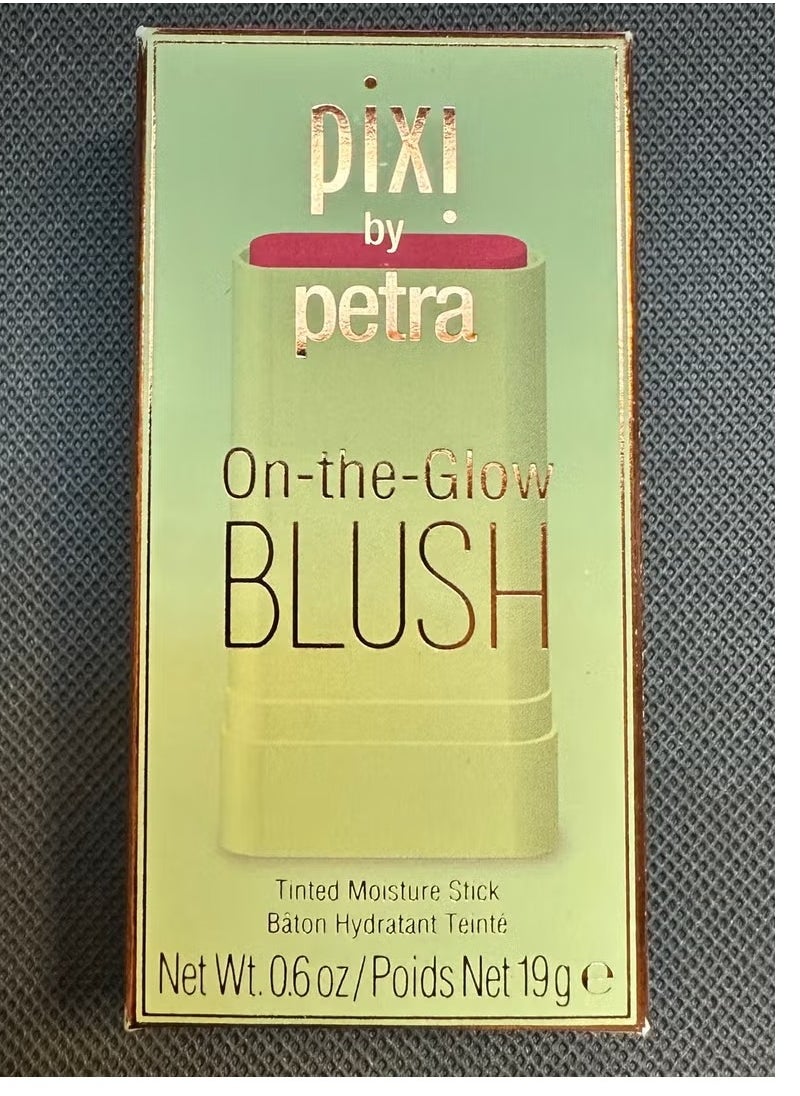 pixi
by
petra
On-the-Glow
BLUSH
Tinted Moisture Stick
Bâton Hydratant Teinté
Net Wt. 0.6 oz/Poids Net 19g ℮